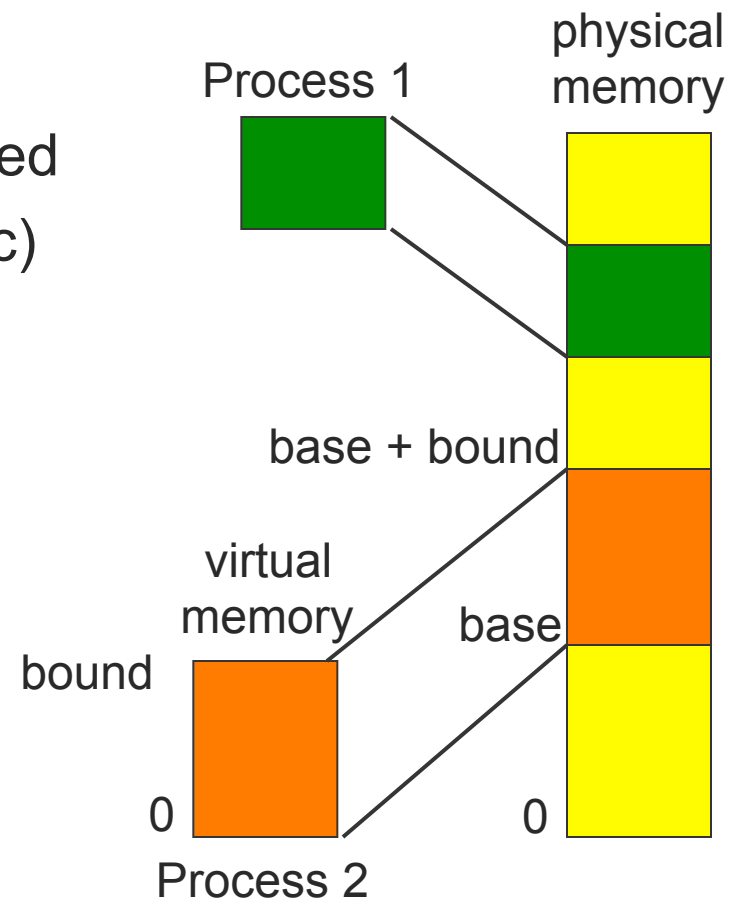 physical
memory
Process 1
ed
c)
base + bound
virtual
memory
base
bound
0
0
Process 2